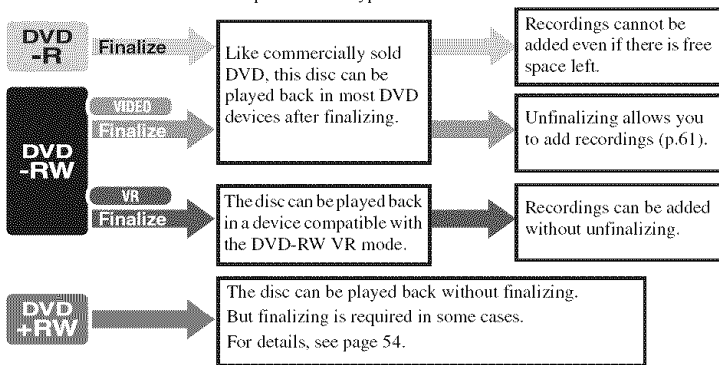 DVD
-R
Finalize
Like commercially sold
DVD, this disc can be
played back in most DVD
devices after finalizing.
Recordings cannot be
added even if there is free
space left.
DVD
-RW
VIDEO
Finalize
Unfinalizing allows you
to add recordings (p.61).
VR
Finalize
The disc can be played back
in a device compatible with
the DVD-RW VR mode.
Recordings can be added
without unfinalizing.
DVD
+RW
The disc can be played back without finalizing.
But finalizing is required in some cases.
For details, see page 54.